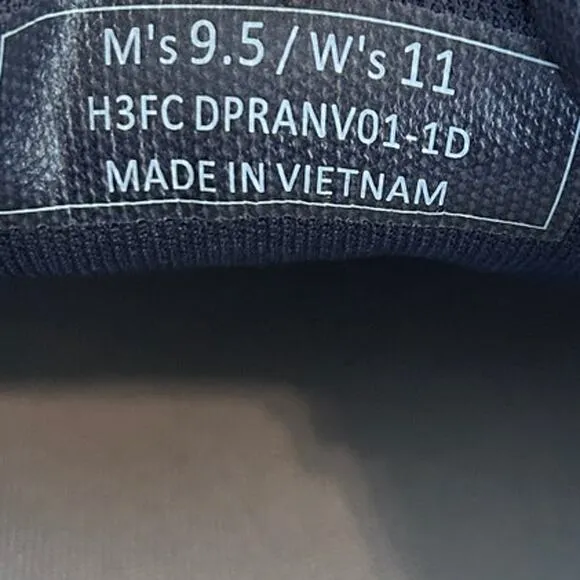 M's 9.5 / W's 11
H3FC DPRANV01-1D
MADE IN VIETNAM